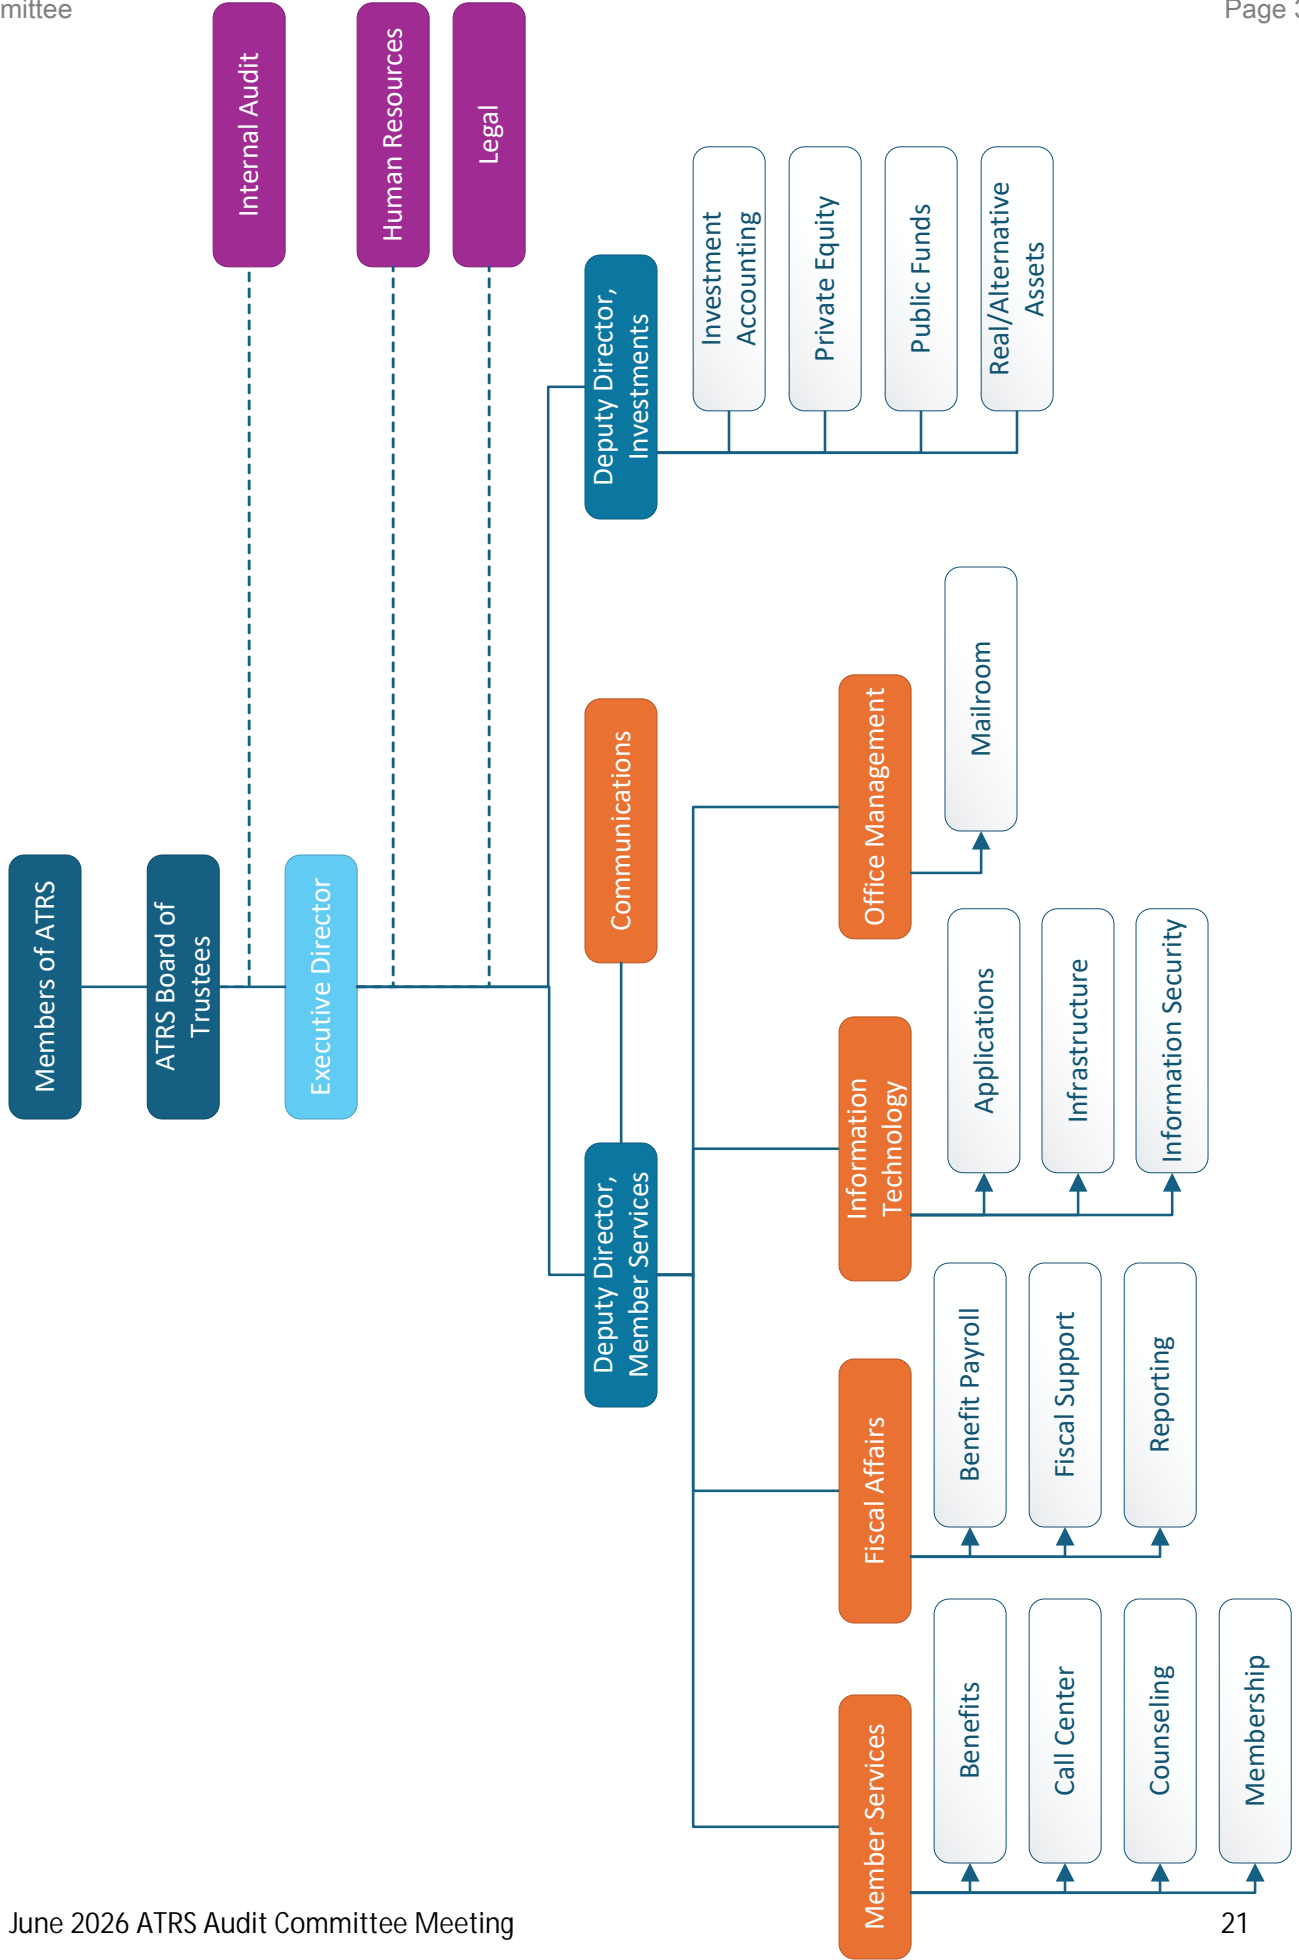 mittee
Page 3
Members of ATRS
ATRS Board of
Trustees
Internal Audit
Executive Director
Human Resources
Legal
Deputy Director,
Member Services
Communications
Deputy Director,
Investments
Member Services
Benefits
Call Center
Counseling
Membership
Fiscal Affairs
Benefit Payroll
Fiscal Support
Reporting
Information
Technology
Applications
Infrastructure
Information Security
Office Management
Mailroom
Investment
Accounting
Private Equity
Public Funds
Real/Alternative
Assets
June 2026 ATRS Audit Committee Meeting
21